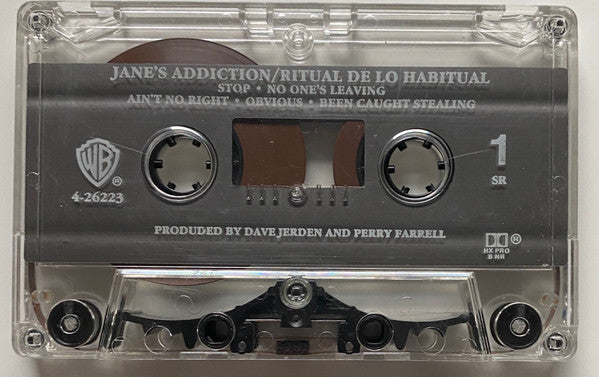 JANE'S ADDICTION/RITUAL DE LO HABITUAL
STOP • NO ONE'S LEAVING
AIN'T NO RIGHT • OBVIOUS • BEEN CAUGHT STEALING
WB
®
4-26223
1
SR
PRODUDED BY DAVE JERDEN AND PERRY FARRELL
®
HX PRO
B NR